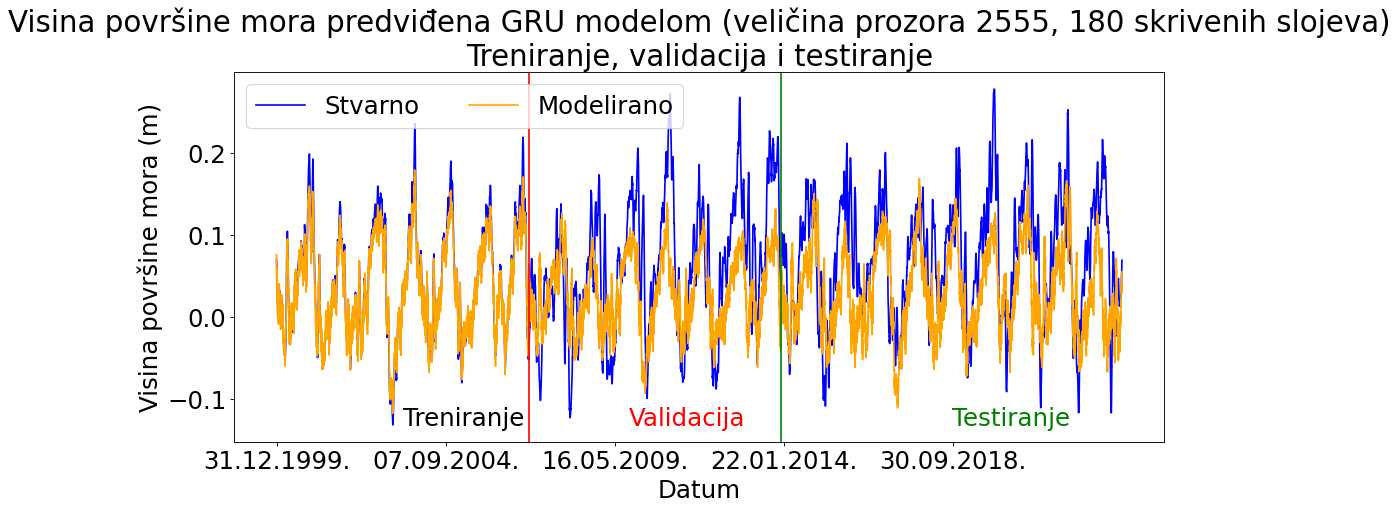 Visina površine mora predviđena GRU modelom (veličina prozora 2555, 180 skrivenih slojeva)
Treniranje, validacija i testiranje
Stvarno Modelirano
Visina površine mora (m)
0.2
0.1
0.0
−0.1
Treniranje Validacija Testiranje
31.12.1999. 07.09.2004. 16.05.2009. 22.01.2014. 30.09.2018.
Datum